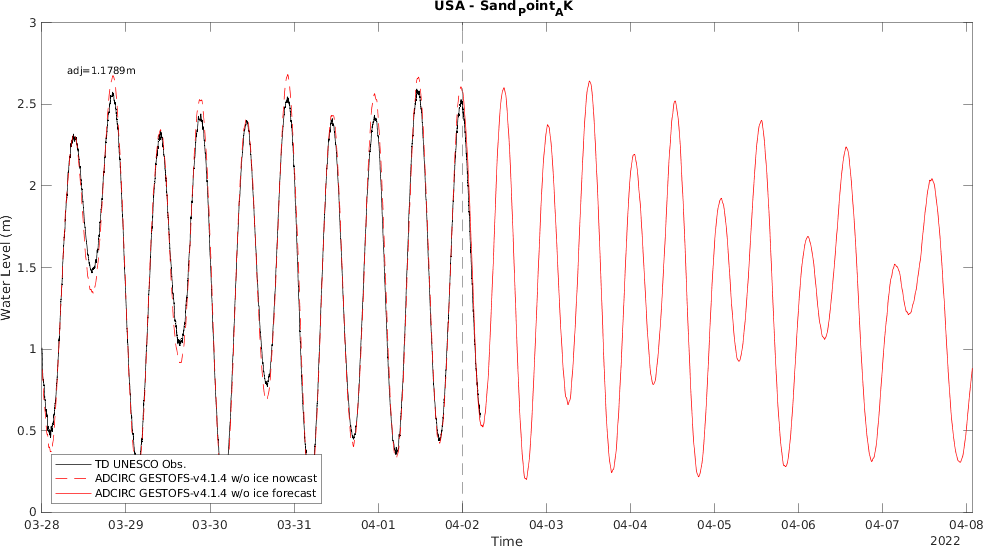 USA - Sand_Point_AK
adj=1.1789m
3
2.5
2
1.5
1
0.5
0
Water Level (m)
TD UNESCO Obs.
ADCIRC GESTOFS-v4.1.4 w/o ice nowcast
ADCIRC GESTOFS-v4.1.4 w/o ice forecast
03-28 03-29 03-30 03-31 04-01 04-02 04-03 04-04 04-05 04-06 04-07 04-08
Time
2022